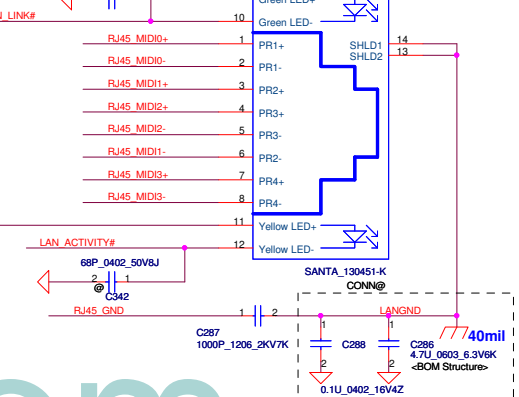 N_LINK#
10 Green LED-
RJ45_MIDI0+ 1 PR1+
SHLD1 14
SHLD2 13
RJ45_MIDI0- 2 PR1-
RJ45_MIDI1+ 3 PR2+
RJ45_MIDI2+ 4 PR3+
RJ45_MIDI2- 5 PR3-
RJ45_MIDI1- 6 PR2-
RJ45_MIDI3+ 7 PR4+
RJ45_MIDI3- 8 PR4-
11 Yellow LED+
LAN_ACTIVITY# 12 Yellow LED-
68P_0402_50V8J
2 1
@
C342
SANTA_130451-K
CONN@
RJ45_GND 1 2 LANGND
C287
1000P_1206_2KV7K
1 1
C288
2 2
0.1U_0402_16V4Z
C286
4.7U_0603_6.3V6K
<BOM Structure>
40mil